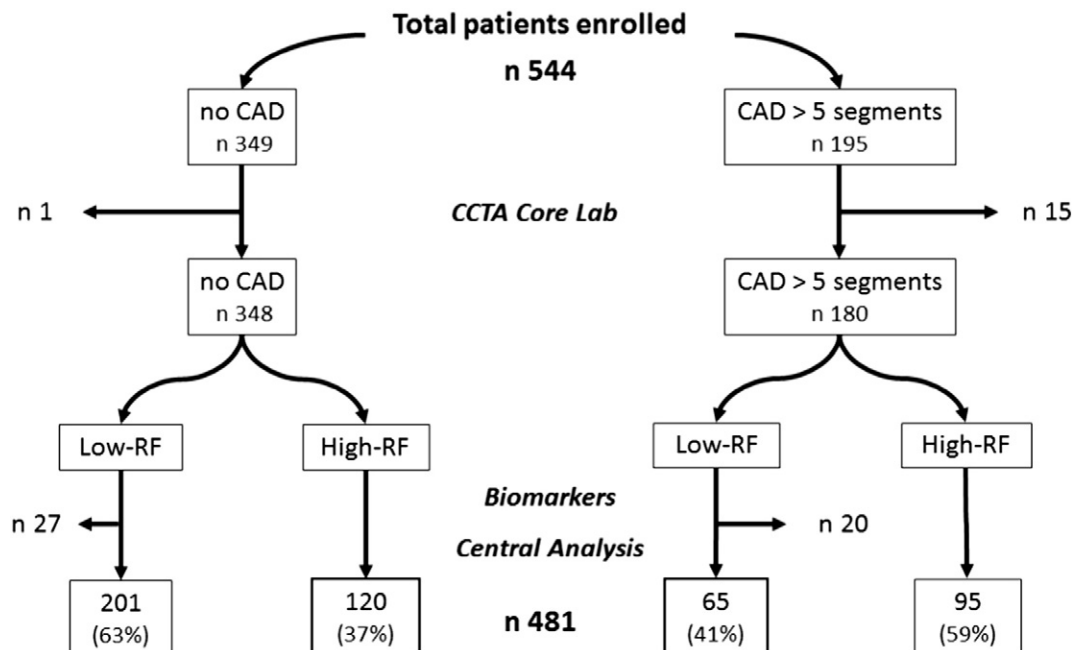 Total patients enrolled
n 544
no CAD
n 349
CAD > 5 segments
n 195
n 1
CCTA Core Lab
n 15
no CAD
n 348
CAD > 5 segments
n 180
Low-RF
High-RF
Low-RF
High-RF
n 27
Biomarkers
Central Analysis
n 20
201
(63%)
120
(37%)
n 481
65
(41%)
95
(59%)